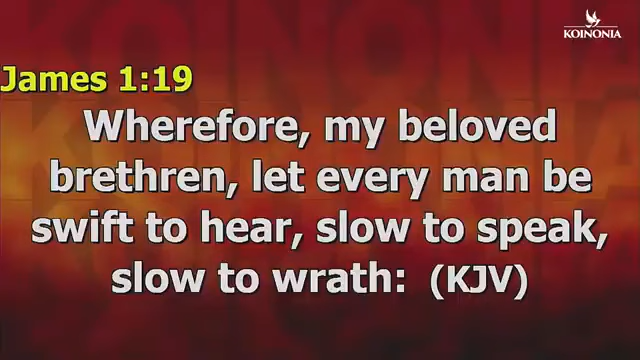 KOINONIA
James 1:19
Wherefore, my beloved
brethren, let every man be
swift to hear, slow to speak,
slow to wrath: (KJV)